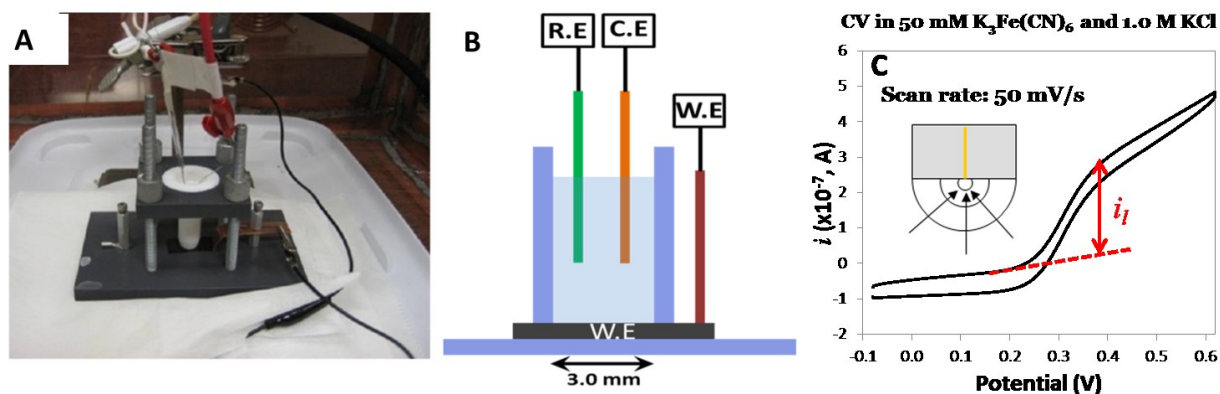 A
B
R.E
C.E
W.E
W.E
3.0 mm
CV in 50 mM K₃Fe(CN)₆ and 1.0 M KCl
C
Scan rate: 50 mV/s
i (x10⁻⁷, A)
6
5
4
3
2
1
0
-1
-2
iₗ
-0.1 0.0 0.1 0.2 0.3 0.4 0.5 0.6
Potential (V)